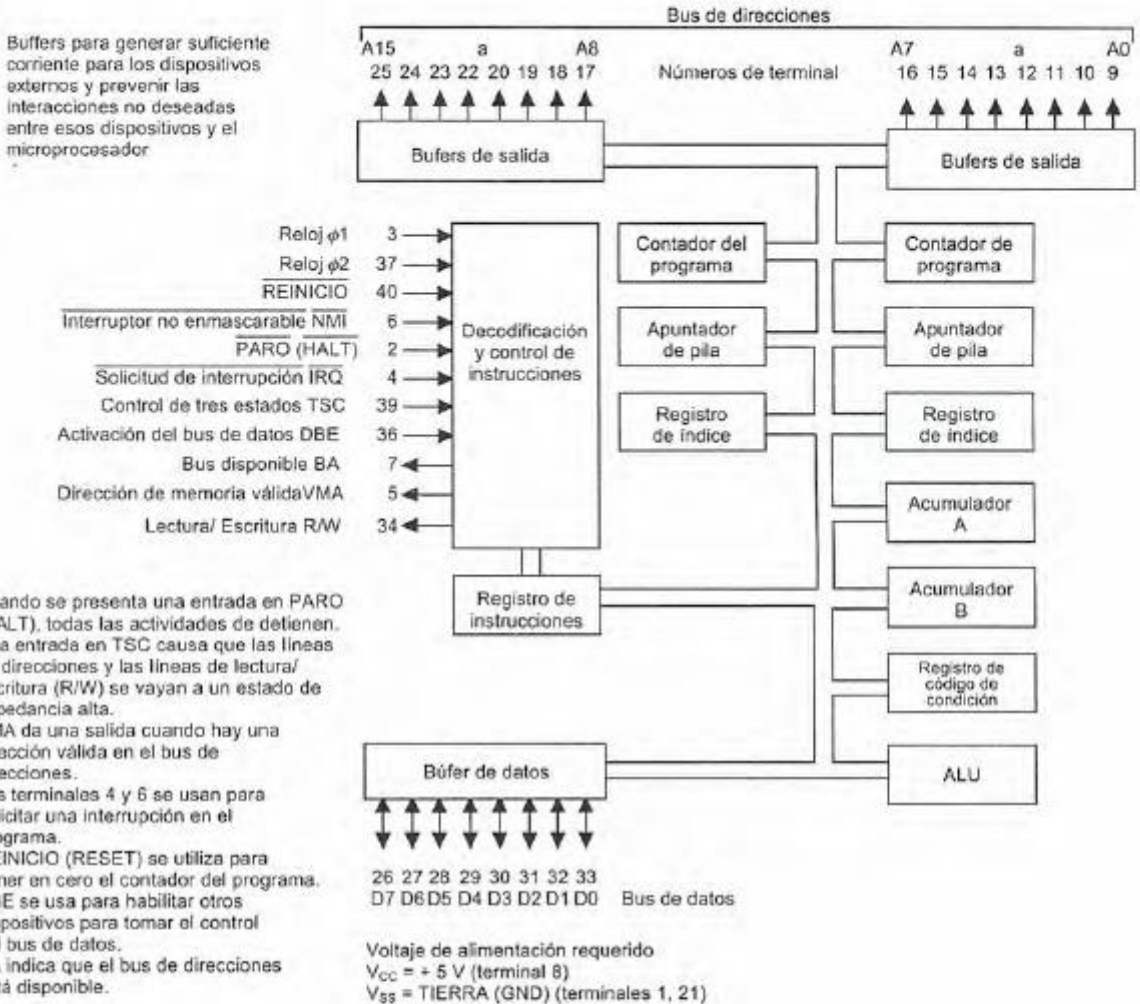 Bus de direcciones
Buffers para generar suficiente
corriente para los dispositivos
externos y prevenir las
interacciones no deseadas
entre esos dispositivos y el
microprocesador
A15 a A8
25 24 23 22 20 19 18 17
Números de terminal
A7 a A0
16 15 14 13 12 11 10 9
Bufers de salida
Bufers de salida
Reloj φ1 3
Reloj φ2 37
REINICIO 40
Interruptor no enmascarable NMI 6
PARO (HALT) 2
Solicitud de interrupción IRQ 4
Control de tres estados TSC 39
Activación del bus de datos DBE 36
Bus disponible BA 7
Dirección de memoria válidaVMA 5
Lectura/ Escritura R/W 34
Decodificación
y control de
instrucciones
Registro de
instrucciones
Contador del
programa
Contador de
programa
Apuntador
de pila
Apuntador
de pila
Registro
de índice
Registro
de índice
Acumulador
A
Acumulador
B
Registro de
código de
condición
ALU
ando se presenta una entrada en PARO
ALT), todas las actividades de detienen.
a entrada en TSC causa que las líneas
direcciones y las líneas de lectura/
critura (R/W) se vayan a un estado de
pedancia alta.
MA da una salida cuando hay una
ección válida en el bus de
ecciones.
s terminales 4 y 6 se usan para
licitar una interrupción en el
ograma.
EINICIO (RESET) se utiliza para
ner en cero el contador del programa.
E se usa para habilitar otros
positivos para tomar el control
l bus de datos.
indica que el bus de direcciones
tá disponible.
Búfer de datos
26 27 28 29 30 31 32 33
D7 D6 D5 D4 D3 D2 D1 D0 Bus de datos
Voltaje de alimentación requerido
VCC = + 5 V (terminal 8)
VSS = TIERRA (GND) (terminales 1, 21)